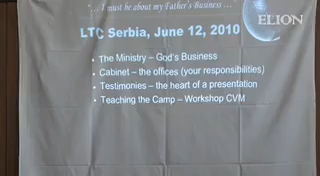 "… I must be about my Father's Business …
ELION
LTC Serbia, June 12, 2010
• The Ministry – God's Business
• Cabinet – the offices (your responsibilities)
• Testimonies – the heart of a presentation
• Teaching the Camp – Workshop CVM